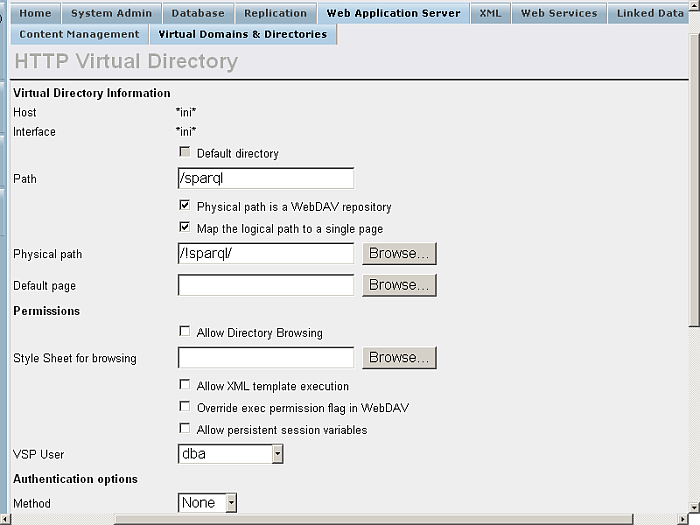 Home System Admin Database Replication Web Application Server XML Web Services Linked Data
Content Management Virtual Domains & Directories
HTTP Virtual Directory
Virtual Directory Information
Host *ini*
Interface *ini*
Default directory
Path /sparql
Physical path is a WebDAV repository
Map the logical path to a single page
Physical path /!sparql/ Browse...
Default page Browse...
Permissions
Allow Directory Browsing
Style Sheet for browsing Browse...
Allow XML template execution
Override exec permission flag in WebDAV
Allow persistent session variables
VSP User dba
Authentication options
Method None